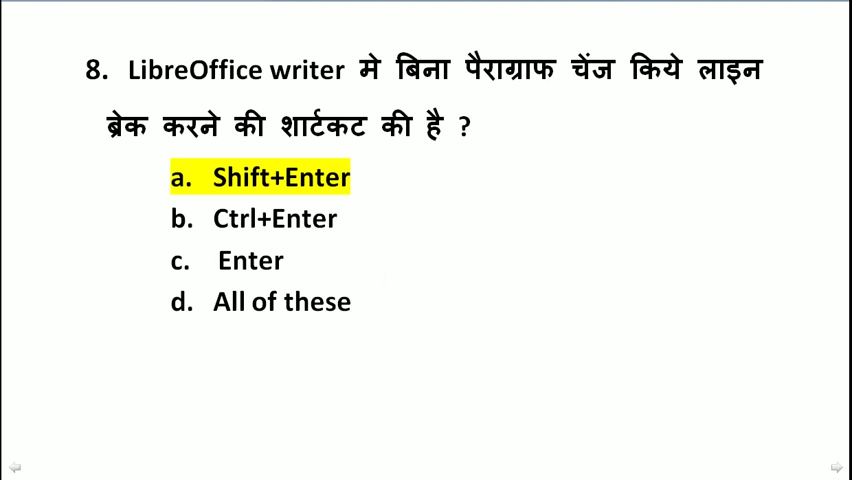 8. LibreOffice writer मे बिना पैराग्राफ चेंज किये लाइन
ब्रेक करने की शार्टकट की है ?
a. Shift+Enter
b. Ctrl+Enter
c. Enter
d. All of these